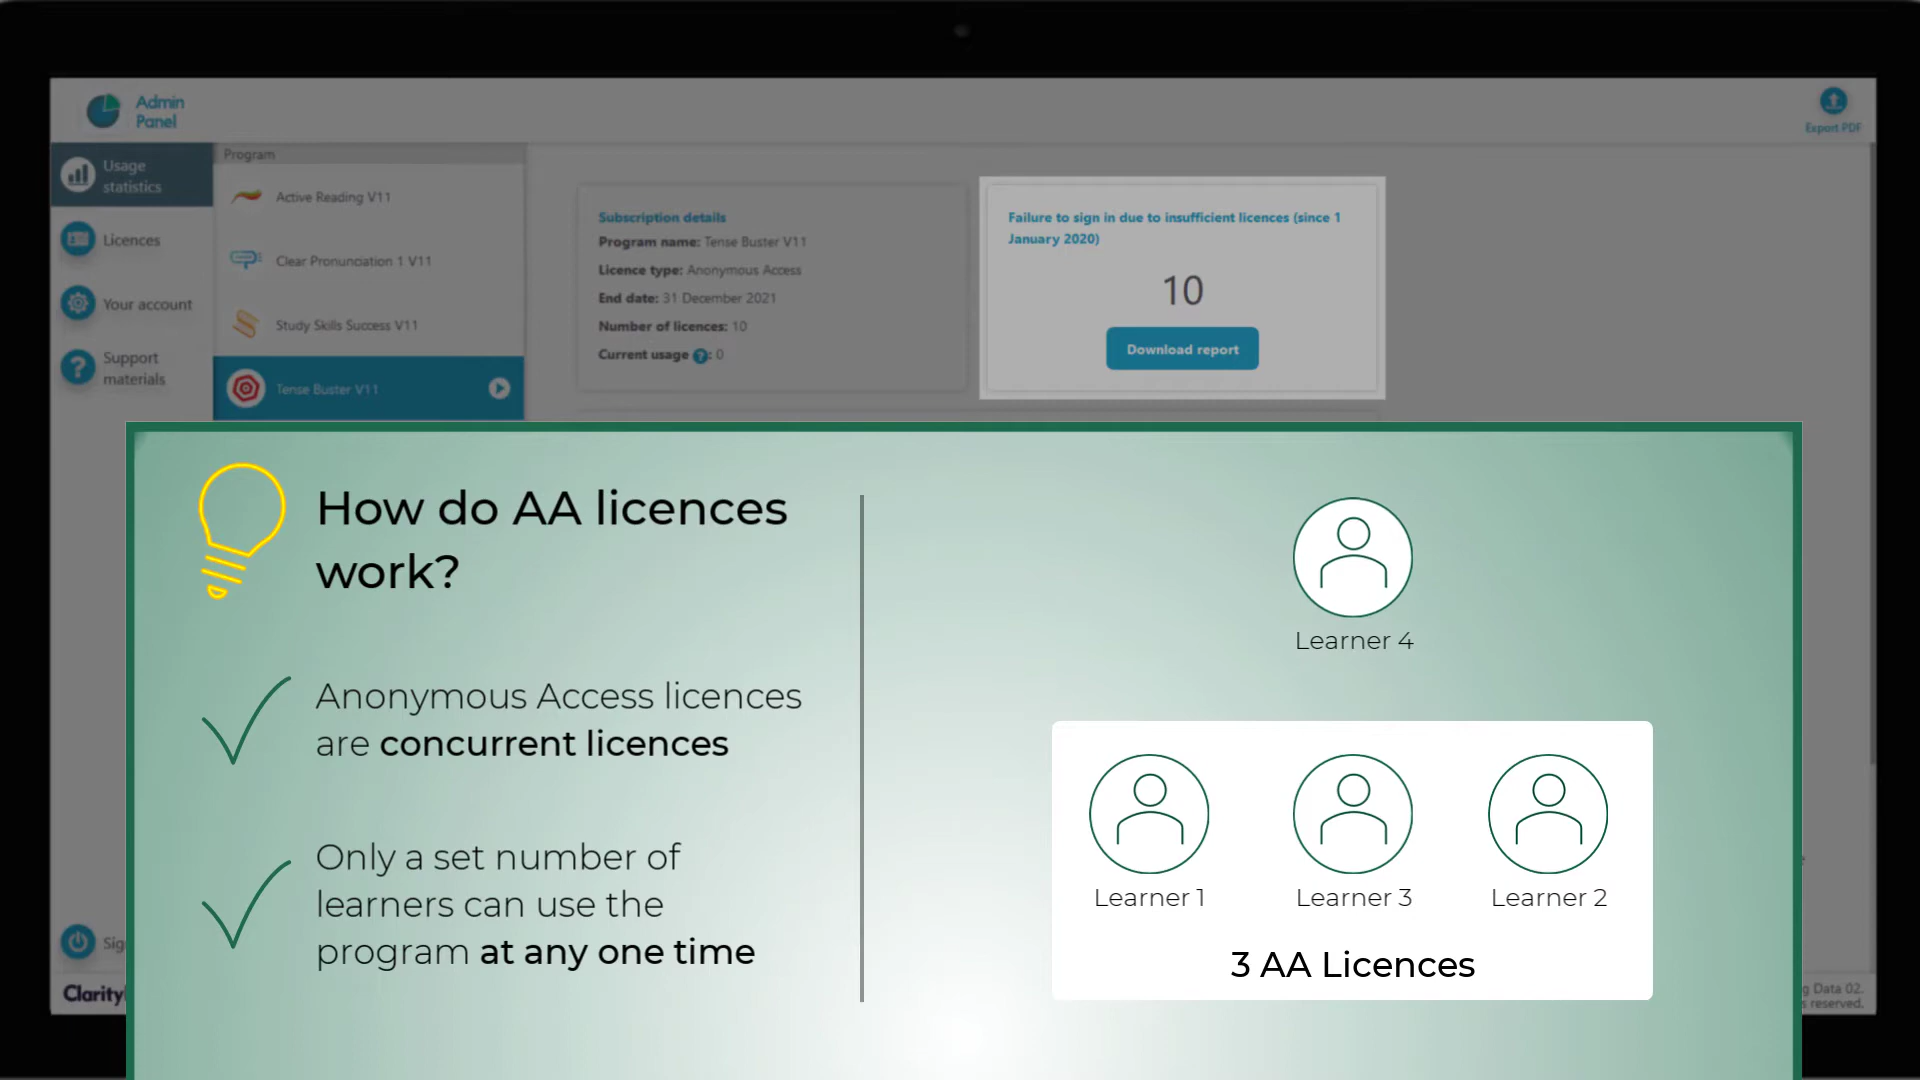 Admin
Panel
Export PDF
Usage
statistics
Licences
Your account
Support
materials
Program
Active Reading V11
Clear Pronunciation 1 V11
Study Skills Success V11
Tense Buster V11
Subscription details
Program name: Tense Buster V11
Licence type: Anonymous Access
End date: 31 December 2021
Number of licences: 10
Current usage ?: 0
Failure to sign in due to insufficient licences (since 1
January 2020)
10
Download report
How do AA licences
work?
Anonymous Access licences
are concurrent licences
Only a set number of
learners can use the
program at any one time
Learner 4
Learner 1
Learner 3
Learner 2
3 AA Licences
Sig
Clarity
g Data 02.
s reserved.